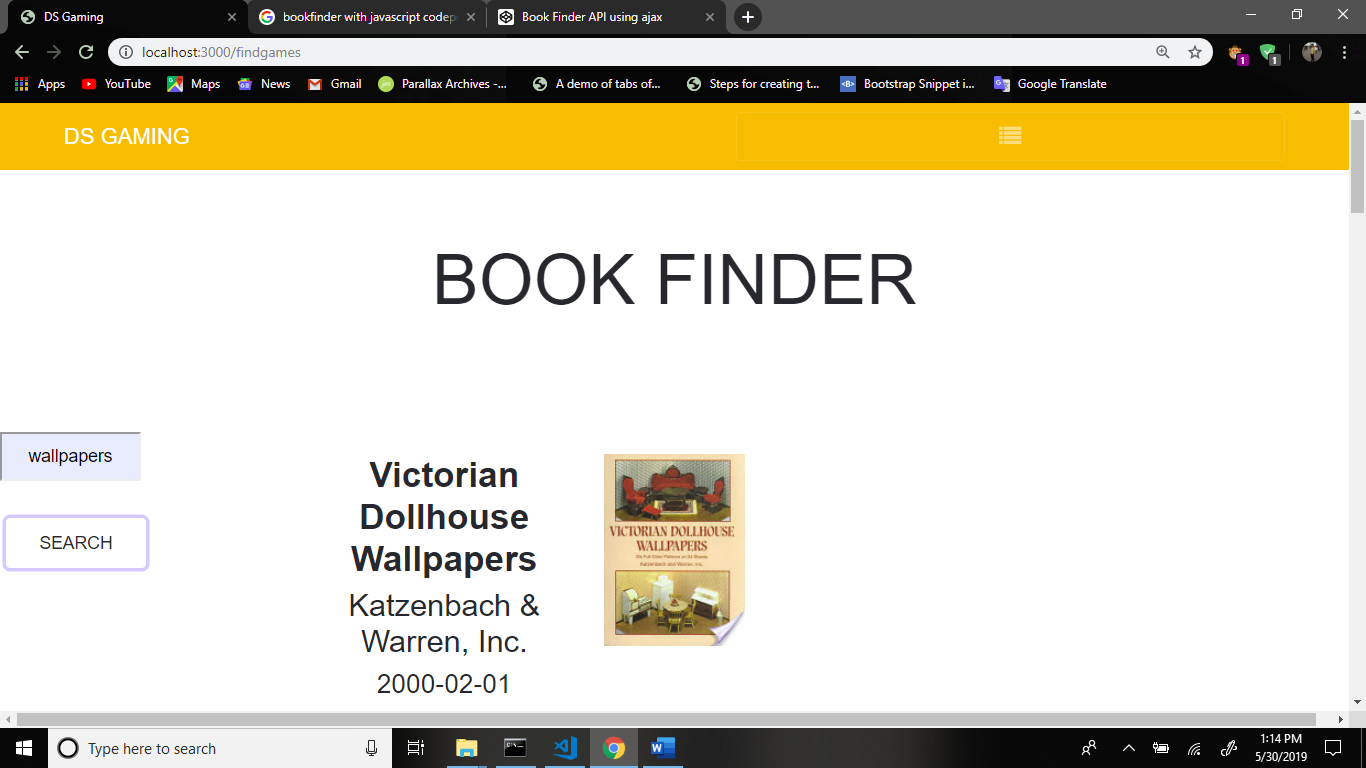 DS Gaming
bookfinder with javascript codep
Book Finder API using ajax
localhost:3000/findgames
Apps
YouTube
Maps
News
Gmail
Parallax Archives -...
A demo of tabs of...
Steps for creating t...
Bootstrap Snippet i...
Google Translate
DS GAMING
BOOK FINDER
wallpapers
SEARCH
Victorian
Dollhouse
Wallpapers
Katzenbach &
Warren, Inc.
2000-02-01
VICTORIAN DOLLHOUSE
WALLPAPERS
Katzenbach and Warren, Inc.
Type here to search
1:14 PM
5/30/2019